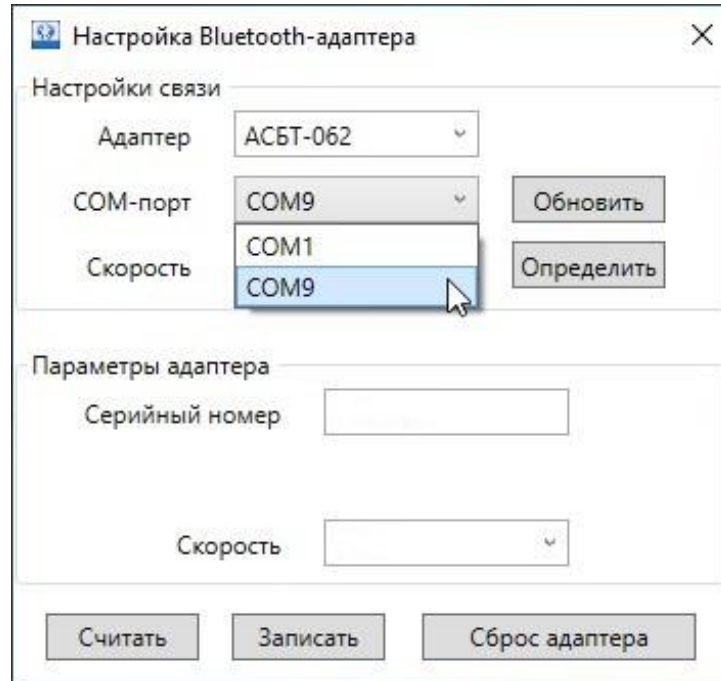 Настройка Bluetooth-адаптера
Настройки связи
Адаптер АСБТ-062
COM-порт COM9 Обновить
COM1
Скорость Определить
COM9
Параметры адаптера
Серийный номер
Скорость
Считать Записать Сброс адаптера